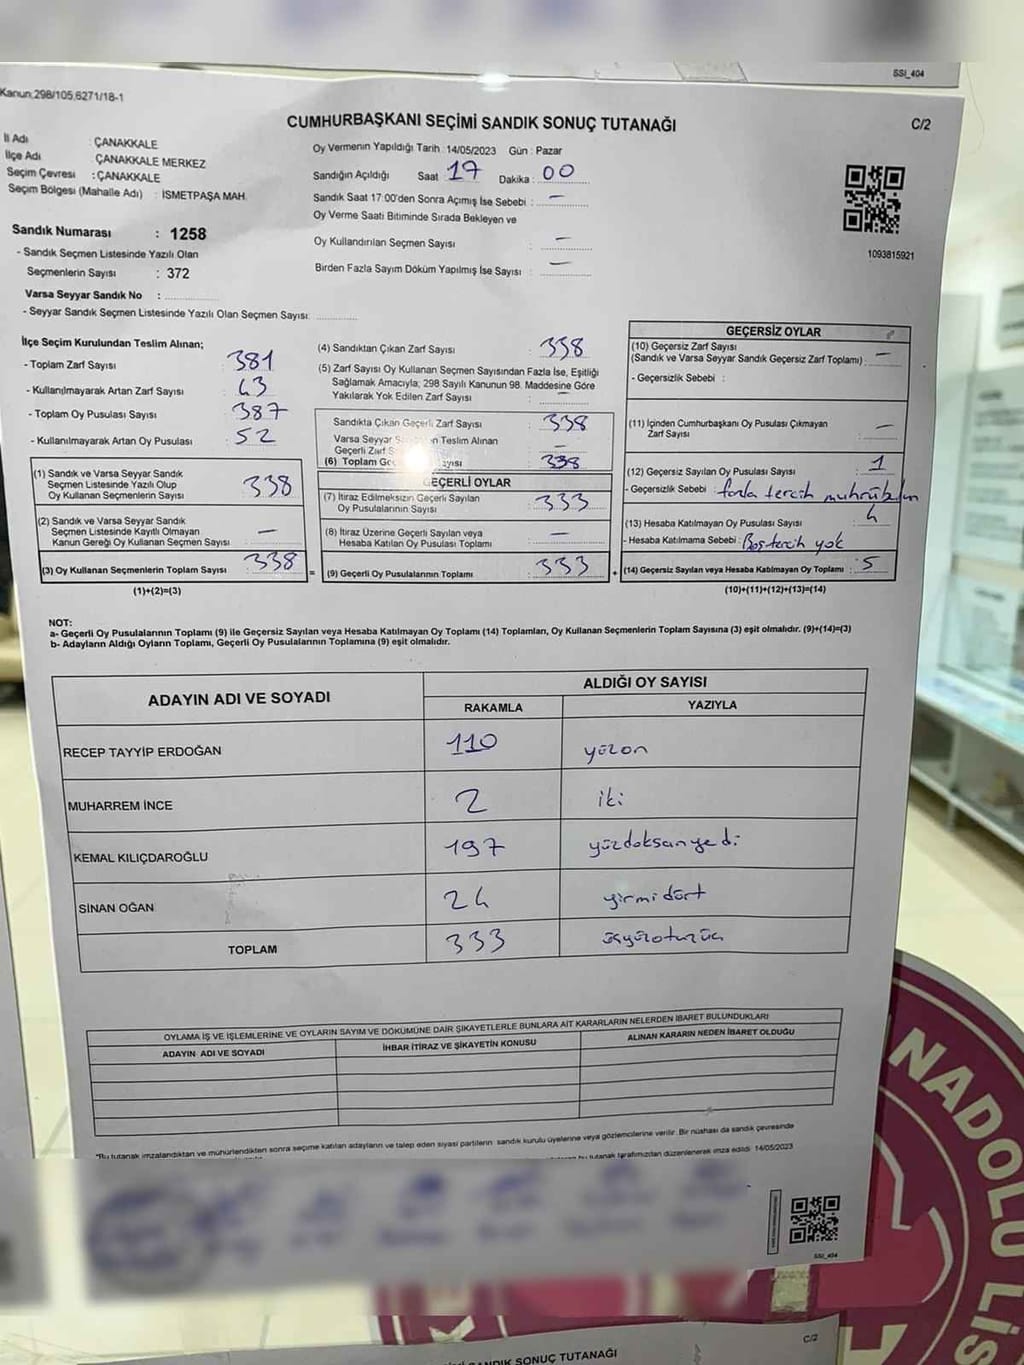 SSI_404
Kanun:298/105,6271/18-1
C/2
CUMHURBAŞKANI SEÇİMİ SANDIK SONUÇ TUTANAĞI
İl Adı : ÇANAKKALE
İlçe Adı : ÇANAKKALE MERKEZ
Seçim Çevresi : ÇANAKKALE
Seçim Bölgesi (Mahalle Adı) : İSMETPAŞA MAH.
Sandık Numarası : 1258
- Sandık Seçmen Listesinde Yazılı Olan
Seçmenlerin Sayısı : 372
Varsa Seyyar Sandık No :
- Seyyar Sandık Seçmen Listesinde Yazılı Olan Seçmen Sayısı:
Oy Vermenin Yapıldığı Tarih :14/05/2023 Gün : Pazar
Sandığın Açıldığı Saat 17 Dakika : 00
Sandık Saat 17:00'den Sonra Açımış İse Sebebi : —
Oy Verme Saati Bitiminde Sırada Bekleyen ve
Oy Kullandırılan Seçmen Sayısı : —
Birden Fazla Sayım Döküm Yapılmış İse Sayısı : —
1093815921
İlçe Seçim Kurulundan Teslim Alınan;
- Toplam Zarf Sayısı : 381
- Kullanılmayarak Artan Zarf Sayısı : 43
- Toplam Oy Pusulası Sayısı : 387
- Kullanılmayarak Artan Oy Pusulası : 52
(1) Sandık ve Varsa Seyyar Sandık
Seçmen Listesinde Yazılı Olup
Oy Kullanan Seçmenlerin Sayısı : 338
(2) Sandık ve Varsa Seyyar Sandık
Seçmen Listesinde Kayıtlı Olmayan
Kanun Gereği Oy Kullanan Seçmen Sayısı : —
(3) Oy Kullanan Seçmenlerin Toplam Sayısı : 338
(1)+(2)=(3)
(4) Sandıktan Çıkan Zarf Sayısı : 338
(5) Zarf Sayısı Oy Kullanan Seçmen Sayısından Fazla İse, Eşitliği
Sağlamak Amacıyla; 298 Sayılı Kanunun 98. Maddesine Göre
Yakılarak Yok Edilen Zarf Sayısı : —
Sandıkta Çıkan Geçerli Zarf Sayısı : 338
Varsa Seyyar Teslim Alınan
Geçerli : —
(6) Toplam : 338
GEÇERLİ OYLAR
(7) İtiraz Edilmeksizin Geçerli Sayılan
Oy Pusulalarının Sayısı : 333
(8) İtiraz Üzerine Geçerli Sayılan veya
Hesaba Katılan Oy Pusulası Toplamı : —
= (9) Geçerli Oy Pusulalarının Toplamı : 333
GEÇERSİZ OYLAR
(10) Geçersiz Zarf Sayısı
(Sandık ve Varsa Seyyar Sandık Geçersiz Zarf Toplamı) : —
- Geçersizlik Sebebi :
(11) İçinden Cumhurbaşkanı Oy Pusulası Çıkmayan
Zarf Sayısı : —
(12) Geçersiz Sayılan Oy Pusulası Sayısı : 1
- Geçersizlik Sebebi : fazla tercih
(13) Hesaba Katılmayan Oy Pusulası Sayısı : 4
- Hesaba Katılmama Sebebi : Boş tercih yok
+ (14) Geçersiz Sayılan veya Hesaba Katılmayan Oy Toplamı : 5
(10)+(11)+(12)+(13)=(14)
NOT:
a- Geçerli Oy Pusulalarının Toplamı (9) ile Geçersiz Sayılan veya Hesaba Katılmayan Oy Toplamı (14) Toplamları, Oy Kullanan Seçmenlerin Toplam Sayısına (3) eşit olmalıdır. (9)+(14)=(3)
b- Adayların Aldığı Oyların Toplamı, Geçerli Oy Pusulalarının Toplamına (9) eşit olmalıdır.
ADAYIN ADI VE SOYADI
ALDIĞI OY SAYISI
RAKAMLA YAZIYLA
RECEP TAYYİP ERDOĞAN 110 yüzon
MUHARREM İNCE 2 iki
KEMAL KILIÇDAROĞLU 197 yüzdoksanyedi
SİNAN OĞAN 24 yirmidört
TOPLAM 333 üçyüzotuzüç
OYLAMA İŞ VE İŞLEMLERİNE VE OYLARIN SAYIM VE DÖKÜMÜNE DAİR ŞİKAYETLERLE BUNLARA AİT KARARLARIN NELERDEN İBARET BULUNDUKLARI
ADAYIN ADI VE SOYADI İHBAR İTİRAZ VE ŞİKAYETİN KONUSU ALINAN KARARIN NEDEN İBARET OLDUĞU
"Bu tutanak imzalandıktan ve mühürlendikten sonra seçime katılan adayların ve talep eden siyasi partilerin sandık kurulu üyelerine veya gözlemcilerine verilir. Bir nüshası da sandık çevresinde
bu tutanak tarafımızdan düzenlenerek imza edildi. 14/05/2023
SSI_404
NADOLU LİS
C/2
SANDIK SONUÇ TUTANAĞI